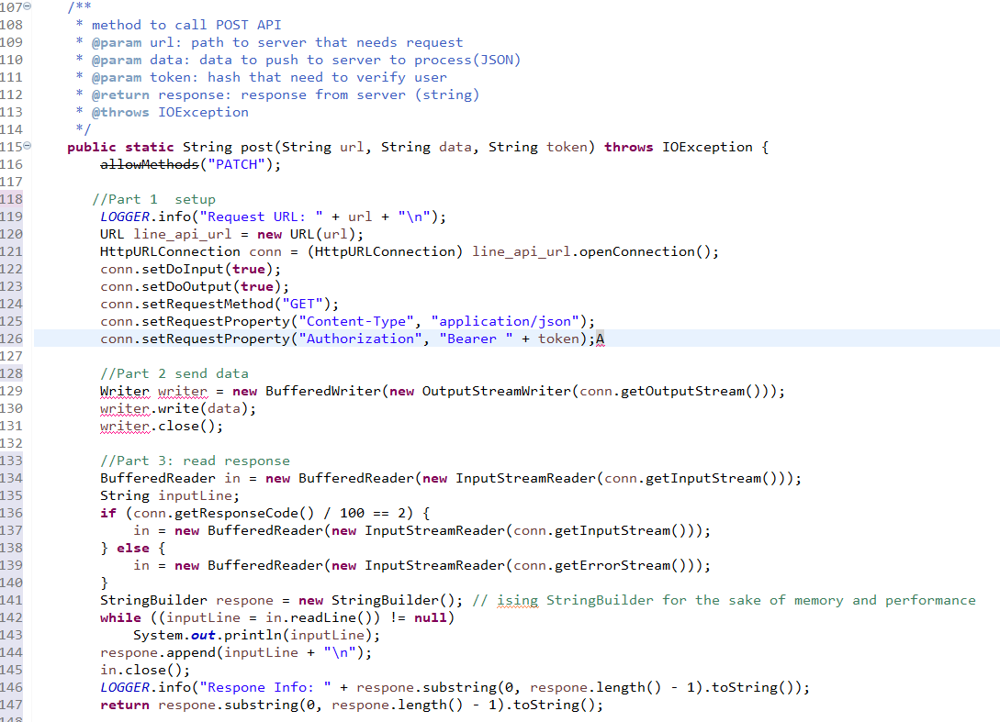 107 /**
108 * method to call POST API
109 * @param url: path to server that needs request
110 * @param data: data to push to server to process(JSON)
111 * @param token: hash that need to verify user
112 * @return response: response from server (string)
113 * @throws IOException
114 */
115 public static String post(String url, String data, String token) throws IOException {
116 allowMethods("PATCH");
117
118 //Part 1  setup
119 LOGGER.info("Request URL: " + url + "\n");
120 URL line_api_url = new URL(url);
121 HttpURLConnection conn = (HttpURLConnection) line_api_url.openConnection();
122 conn.setDoInput(true);
123 conn.setDoOutput(true);
124 conn.setRequestMethod("GET");
125 conn.setRequestProperty("Content-Type", "application/json");
126 conn.setRequestProperty("Authorization", "Bearer " + token);A
127
128 //Part 2 send data
129 Writer writer = new BufferedWriter(new OutputStreamWriter(conn.getOutputStream()));
130 writer.write(data);
131 writer.close();
132
133 //Part 3: read response
134 BufferedReader in = new BufferedReader(new InputStreamReader(conn.getInputStream()));
135 String inputLine;
136 if (conn.getResponseCode() / 100 == 2) {
137 in = new BufferedReader(new InputStreamReader(conn.getInputStream()));
138 } else {
139 in = new BufferedReader(new InputStreamReader(conn.getErrorStream()));
140 }
141 StringBuilder respone = new StringBuilder(); // ising StringBuilder for the sake of memory and performance
142 while ((inputLine = in.readLine()) != null)
143 System.out.println(inputLine);
144 respone.append(inputLine + "\n");
145 in.close();
146 LOGGER.info("Respone Info: " + respone.substring(0, respone.length() - 1).toString());
147 return respone.substring(0, respone.length() - 1).toString();
148